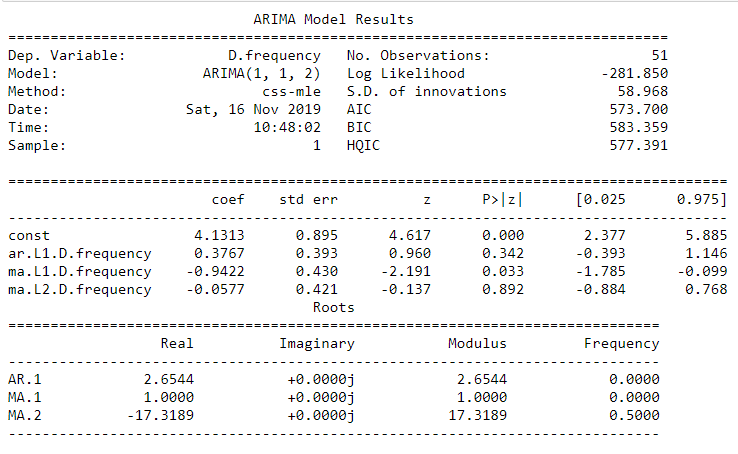 ARIMA Model Results
==============================================================================
Dep. Variable: D.frequency No. Observations: 51
Model: ARIMA(1, 1, 2) Log Likelihood -281.850
Method: css-mle S.D. of innovations 58.968
Date: Sat, 16 Nov 2019 AIC 573.700
Time: 10:48:02 BIC 583.359
Sample: 1 HQIC 577.391
=====================================================================================
coef std err z P>|z| [0.025 0.975]
-------------------------------------------------------------------------------------
const 4.1313 0.895 4.617 0.000 2.377 5.885
ar.L1.D.frequency 0.3767 0.393 0.960 0.342 -0.393 1.146
ma.L1.D.frequency -0.9422 0.430 -2.191 0.033 -1.785 -0.099
ma.L2.D.frequency -0.0577 0.421 -0.137 0.892 -0.884 0.768
Roots
=============================================================================
Real Imaginary Modulus Frequency
-----------------------------------------------------------------------------
AR.1 2.6544 +0.0000j 2.6544 0.0000
MA.1 1.0000 +0.0000j 1.0000 0.0000
MA.2 -17.3189 +0.0000j 17.3189 0.5000
-----------------------------------------------------------------------------